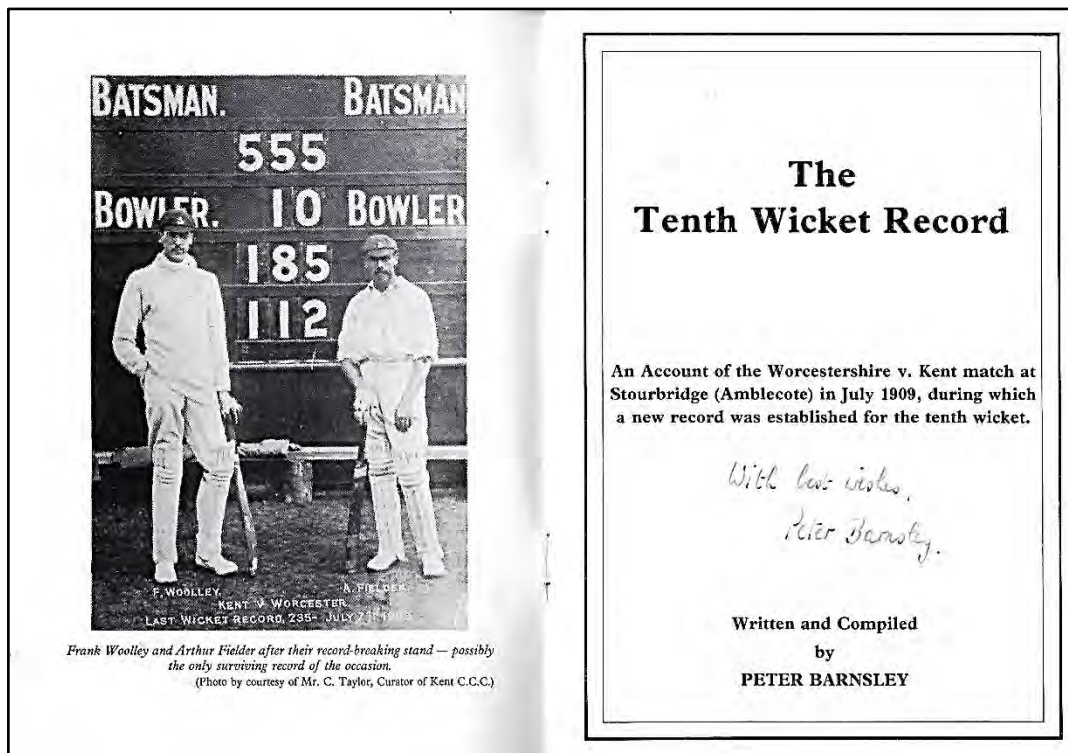 BATSMAN. BATSMAN
555
BOWLER. 10 BOWLER
185
112
F. WOOLLEY. A. FIELDER.
KENT V WORCESTER
LAST WICKET RECORD, 235- JULY
Frank Woolley and Arthur Fielder after their record-breaking stand — possibly
the only surviving record of the occasion.
(Photo by courtesy of Mr. C. Taylor, Curator of Kent C.C.C.)
The
Tenth Wicket Record
An Account of the Worcestershire v. Kent match at
Stourbridge (Amblecote) in July 1909, during which
a new record was established for the tenth wicket.
With best wishes,
Peter Barnsley.
Written and Compiled
by
PETER BARNSLEY